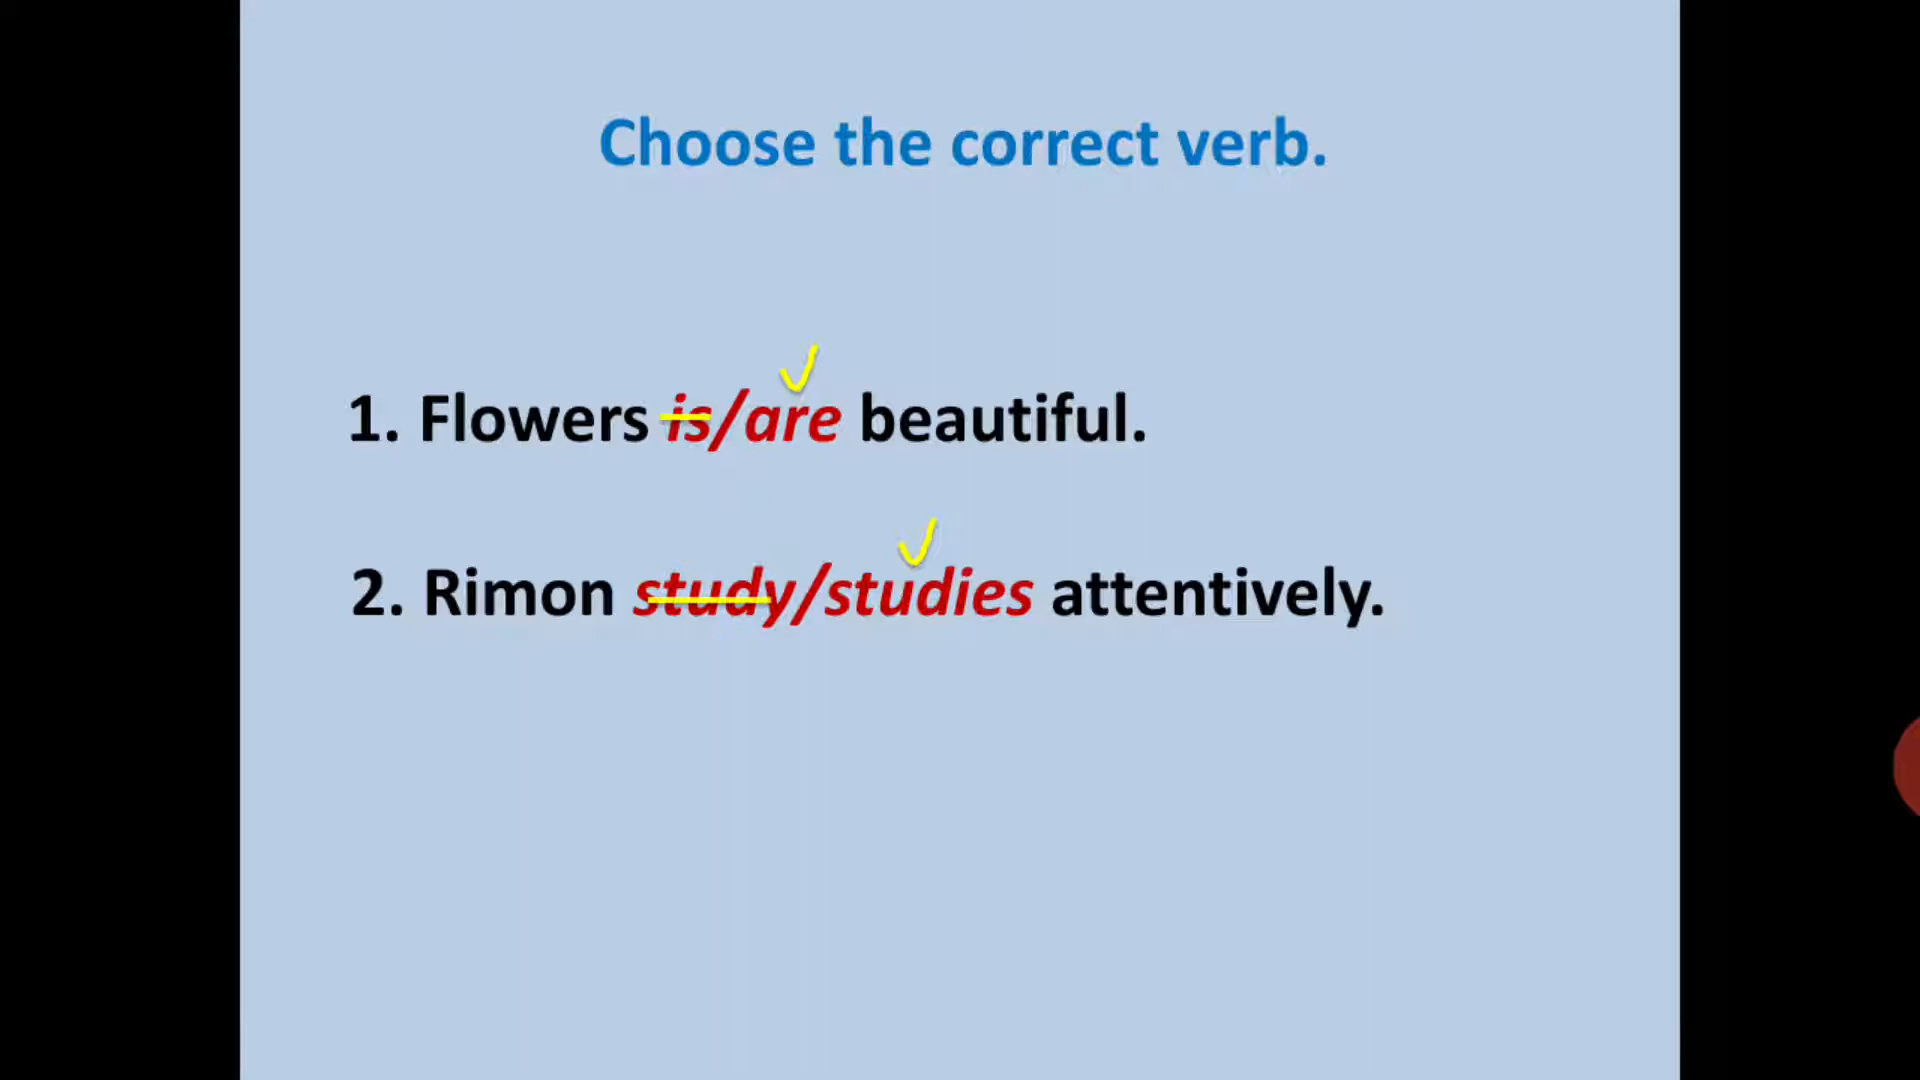 Choose the correct verb.
1. Flowers is/are beautiful.
2. Rimon study/studies attentively.